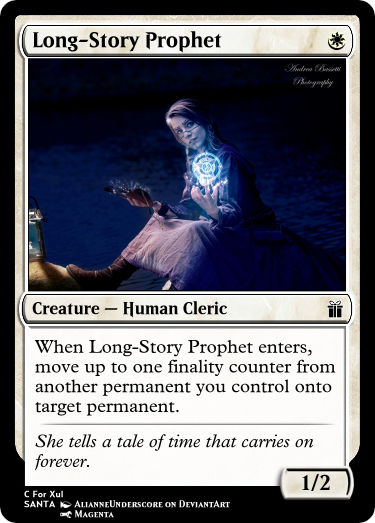 Long-Story Prophet
Andrea Bassetti
Photography
Creature — Human Cleric
When Long-Story Prophet enters,
move up to one finality counter from
another permanent you control onto
target permanent.
She tells a tale of time that carries on
forever.
1/2
C For Xul
SANTA AlianneUnderscore on DeviantArt
Magenta